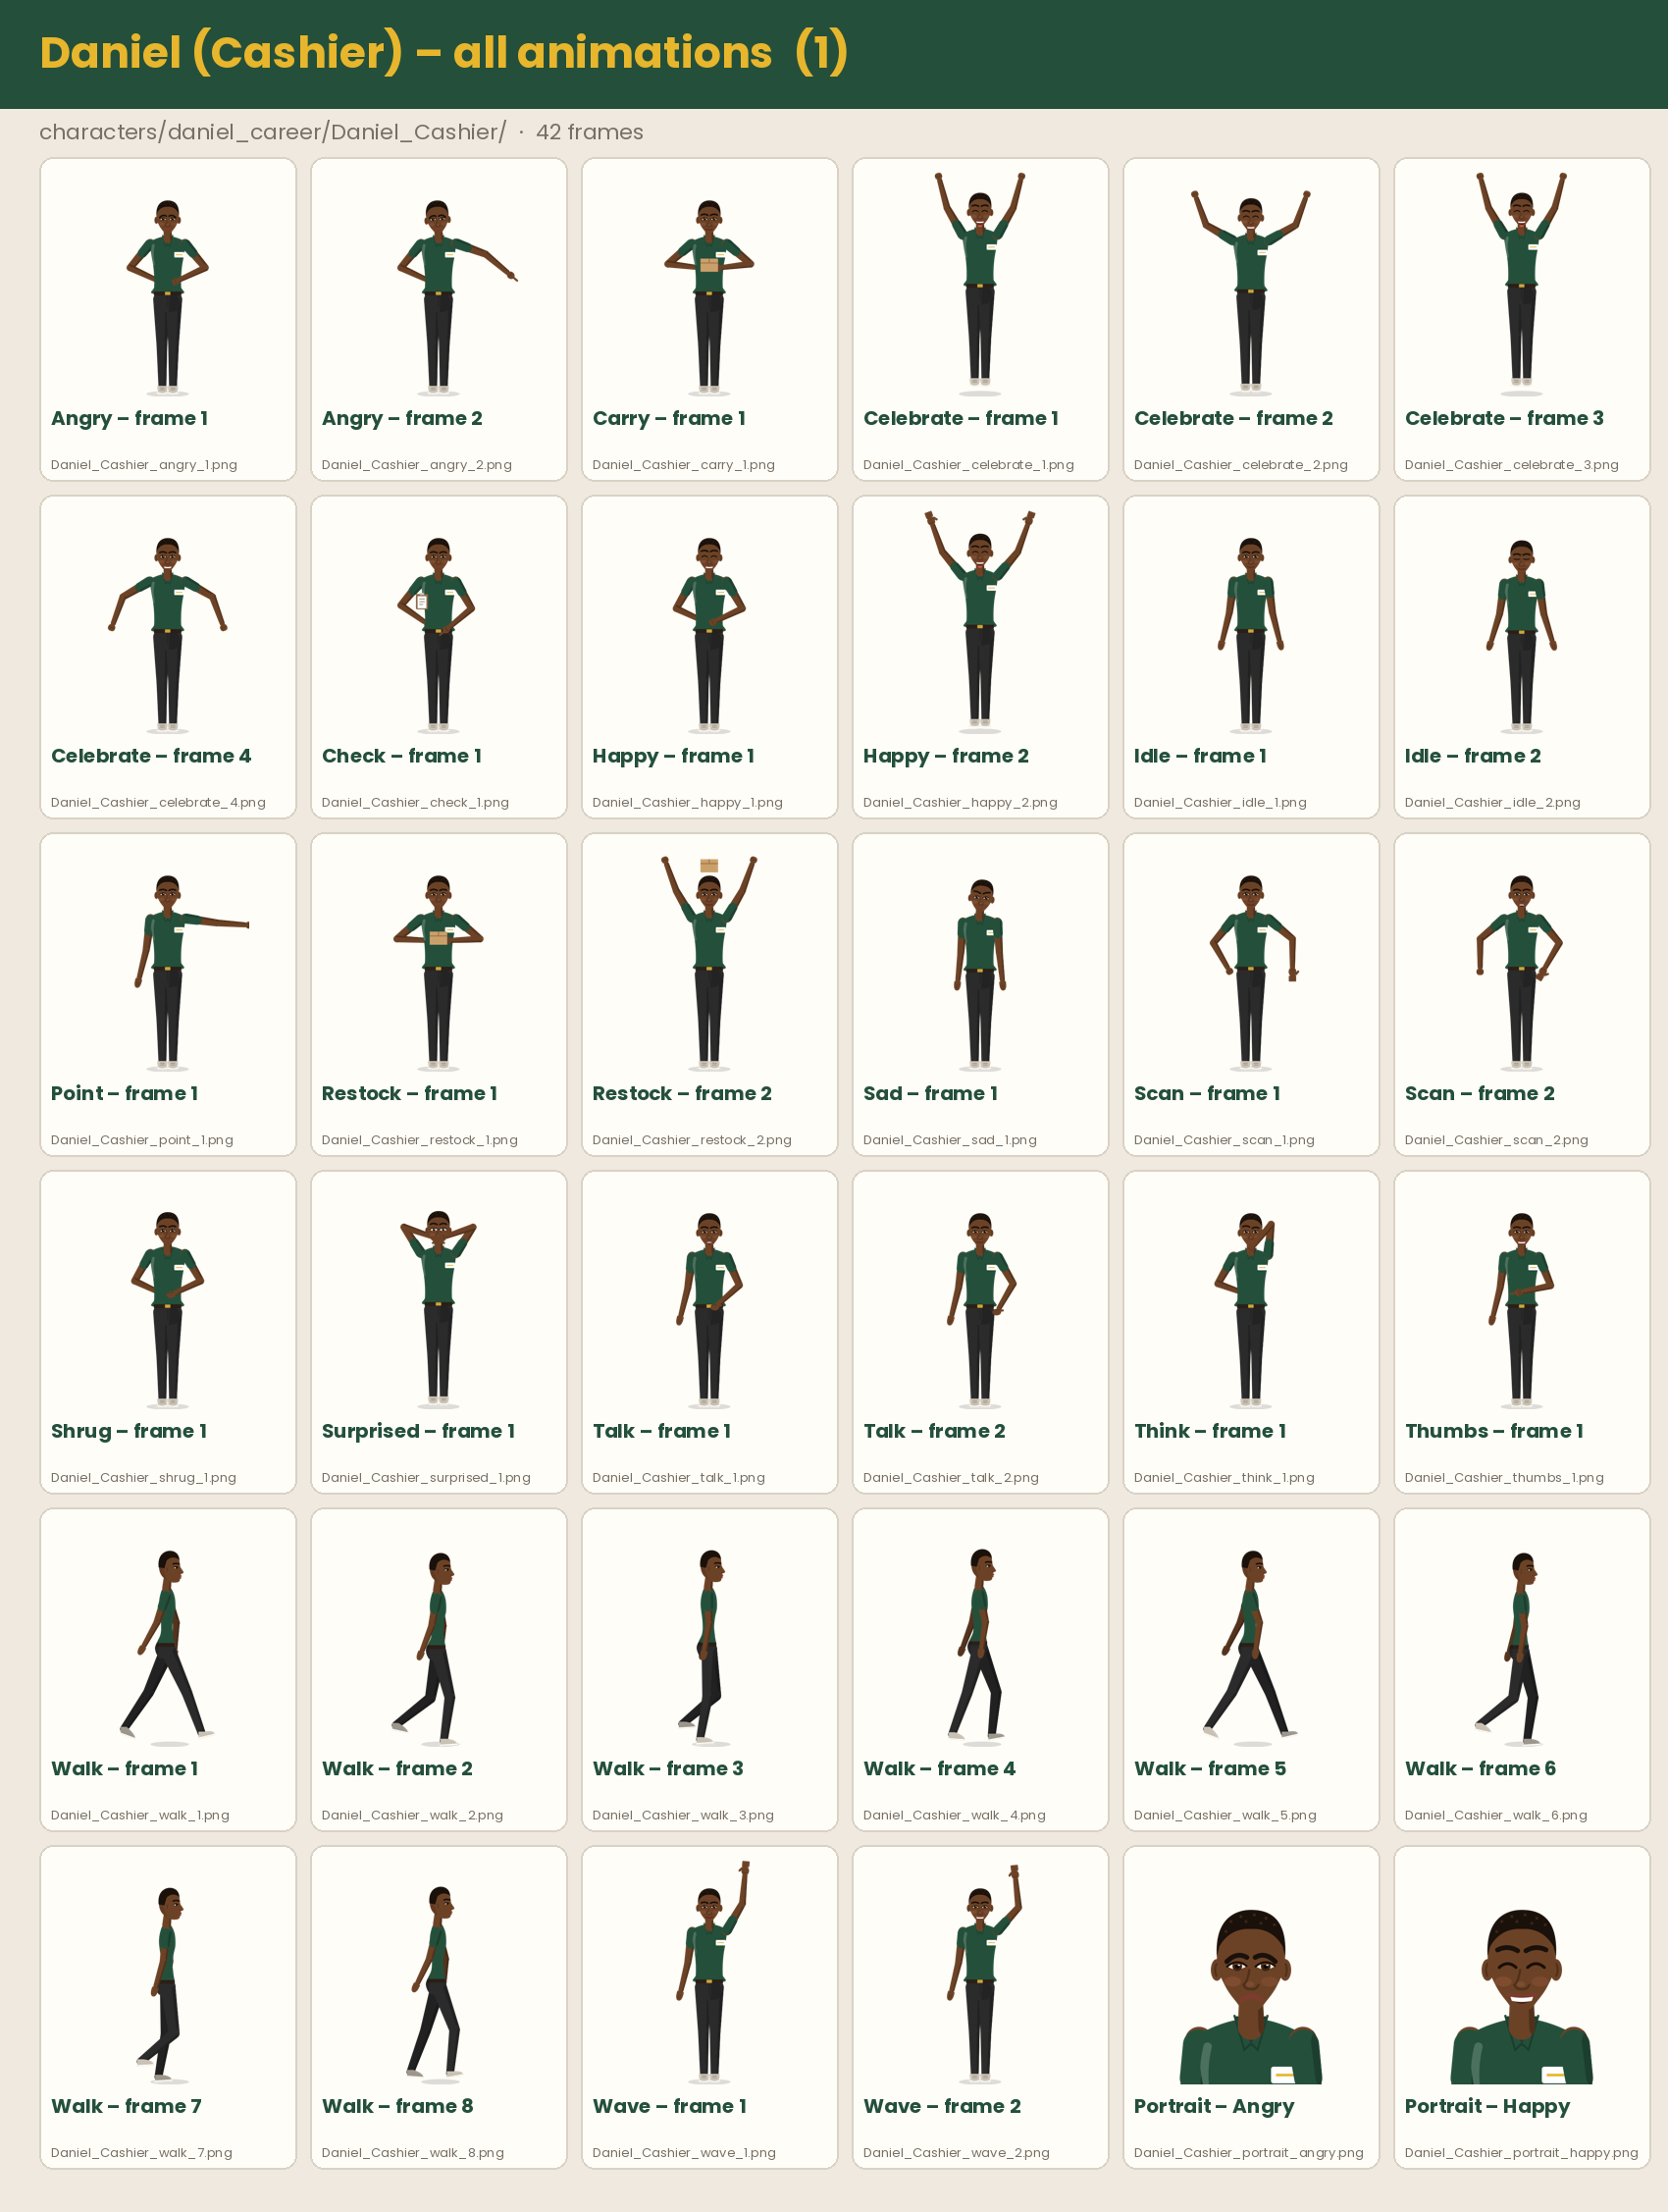 Daniel (Cashier) – all animations (1)
characters/daniel_career/Daniel_Cashier/ · 42 frames
Angry – frame 1
Daniel_Cashier_angry_1.png
Angry – frame 2
Daniel_Cashier_angry_2.png
Carry – frame 1
Daniel_Cashier_carry_1.png
Celebrate – frame 1
Daniel_Cashier_celebrate_1.png
Celebrate – frame 2
Daniel_Cashier_celebrate_2.png
Celebrate – frame 3
Daniel_Cashier_celebrate_3.png
Celebrate – frame 4
Daniel_Cashier_celebrate_4.png
Check – frame 1
Daniel_Cashier_check_1.png
Happy – frame 1
Daniel_Cashier_happy_1.png
Happy – frame 2
Daniel_Cashier_happy_2.png
Idle – frame 1
Daniel_Cashier_idle_1.png
Idle – frame 2
Daniel_Cashier_idle_2.png
Point – frame 1
Daniel_Cashier_point_1.png
Restock – frame 1
Daniel_Cashier_restock_1.png
Restock – frame 2
Daniel_Cashier_restock_2.png
Sad – frame 1
Daniel_Cashier_sad_1.png
Scan – frame 1
Daniel_Cashier_scan_1.png
Scan – frame 2
Daniel_Cashier_scan_2.png
Shrug – frame 1
Daniel_Cashier_shrug_1.png
Surprised – frame 1
Daniel_Cashier_surprised_1.png
Talk – frame 1
Daniel_Cashier_talk_1.png
Talk – frame 2
Daniel_Cashier_talk_2.png
Think – frame 1
Daniel_Cashier_think_1.png
Thumbs – frame 1
Daniel_Cashier_thumbs_1.png
Walk – frame 1
Daniel_Cashier_walk_1.png
Walk – frame 2
Daniel_Cashier_walk_2.png
Walk – frame 3
Daniel_Cashier_walk_3.png
Walk – frame 4
Daniel_Cashier_walk_4.png
Walk – frame 5
Daniel_Cashier_walk_5.png
Walk – frame 6
Daniel_Cashier_walk_6.png
Walk – frame 7
Daniel_Cashier_walk_7.png
Walk – frame 8
Daniel_Cashier_walk_8.png
Wave – frame 1
Daniel_Cashier_wave_1.png
Wave – frame 2
Daniel_Cashier_wave_2.png
Portrait – Angry
Daniel_Cashier_portrait_angry.png
Portrait – Happy
Daniel_Cashier_portrait_happy.png